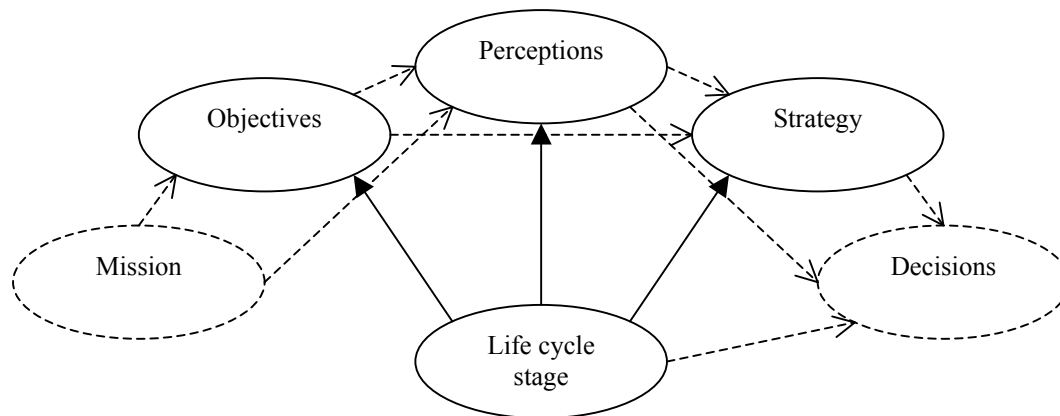 Perceptions
Objectives
Strategy
Mission
Decisions
Life cycle
stage